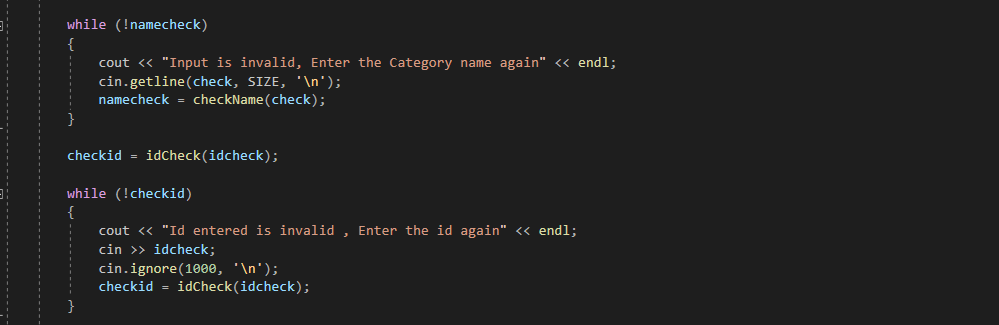 while (!namecheck)
{
cout << "Input is invalid, Enter the Category name again" << endl;
cin.getline(check, SIZE, '\n');
namecheck = checkName(check);
}
checkid = idCheck(idcheck);
while (!checkid)
{
cout << "Id entered is invalid , Enter the id again" << endl;
cin >> idcheck;
cin.ignore(1000, '\n');
checkid = idCheck(idcheck);
}